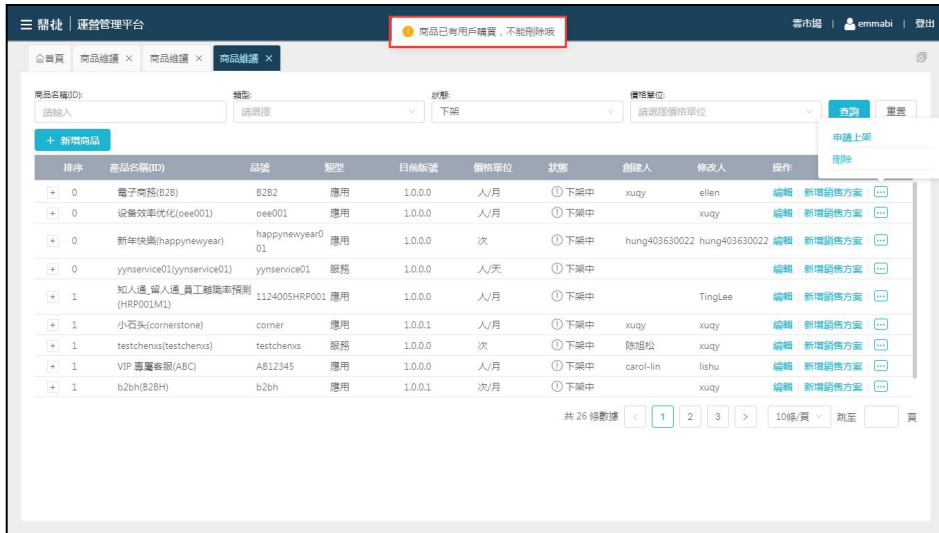 鼎捷 | 運營管理平台
商品已有用戶購買，不能刪除哦
雲市場 | emmabi | 登出
首頁 商品維護 × 商品維護 × 商品維護 ×
商品名稱(ID): 類型: 狀態: 價格單位:
請輸入 請選擇 下架 請選擇價格單位 查詢 重置
+ 新增商品
申請上架
刪除
排序 產品名稱(ID) 品號 類型 目前版號 價格單位 狀態 創建人 修改人 操作
+ 0 電子商務(B2B) B2B2 應用 1.0.0.0 人/月 下架中 xuqy ellen 編輯 新增銷售方案
+ 0 设备效率优化(oee001) oee001 應用 1.0.0.0 人/月 下架中 xuqy 編輯 新增銷售方案
+ 0 新年快樂(happynewyear) happynewyear0
01 應用 1.0.0.0 次 下架中 hung403630022 hung403630022 編輯 新增銷售方案
+ 0 yynservice01(yynservice01) yynservice01 服務 1.0.0.0 人/天 下架中 編輯 新增銷售方案
+ 1 知人通_留人通_員工離職率預測
(HRP001M1) 1124005HRP001 應用 1.0.0.0 人/月 下架中 TingLee 編輯 新增銷售方案
+ 1 小石头(cornerstone) corner 應用 1.0.0.1 人/月 下架中 xuqy xuqy 編輯 新增銷售方案
+ 1 testchenxs(testchenxs) testchenxs 服務 1.0.0.0 次 下架中 陈旭松 xuqy 編輯 新增銷售方案
+ 1 VIP 專屬客服(ABC) AB12345 應用 1.0.0.0 人/月 下架中 carol-lin lishu 編輯 新增銷售方案
+ 1 b2bh(B2BH) b2bh 應用 1.0.0.1 次/月 下架中 xuqy 編輯 新增銷售方案
共 26 條數據 < 1 2 3 > 10條/頁 跳至 頁